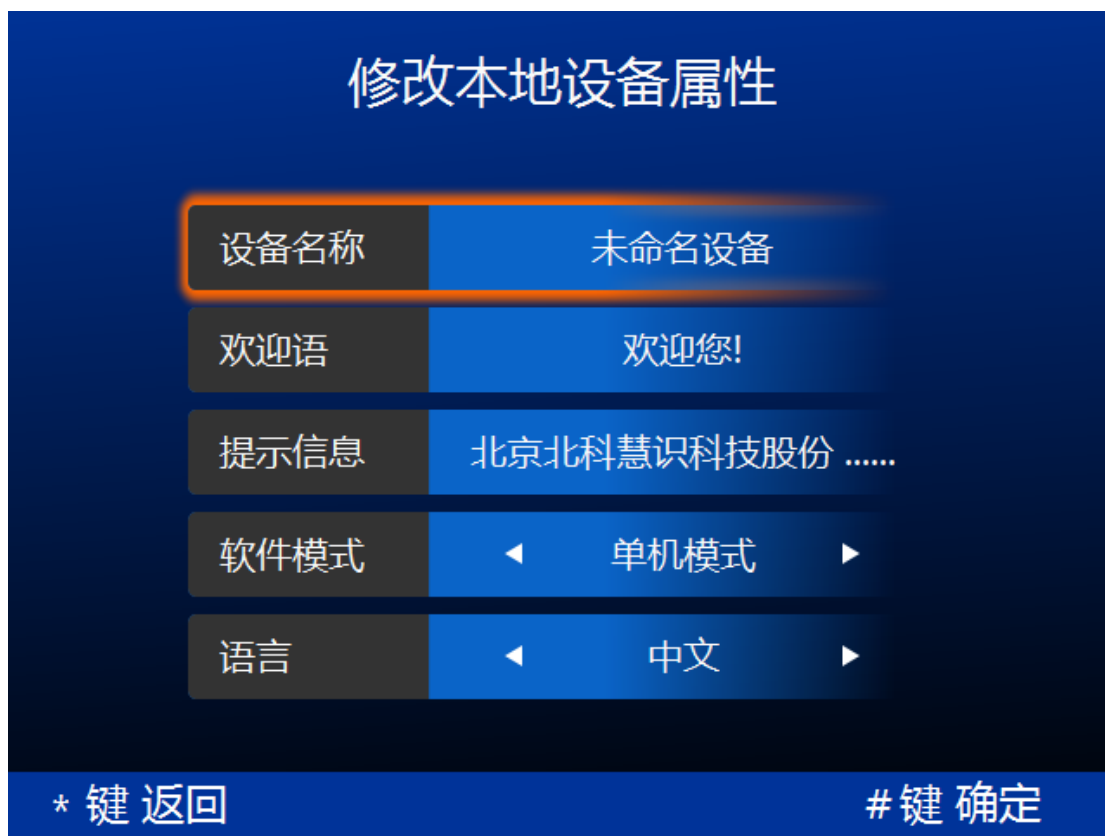 修改本地设备属性
设备名称 未命名设备
欢迎语 欢迎您!
提示信息 北京北科慧识科技股份 ......
软件模式 ◀ 单机模式 ▶
语言 ◀ 中文 ▶
* 键 返回 #键 确定